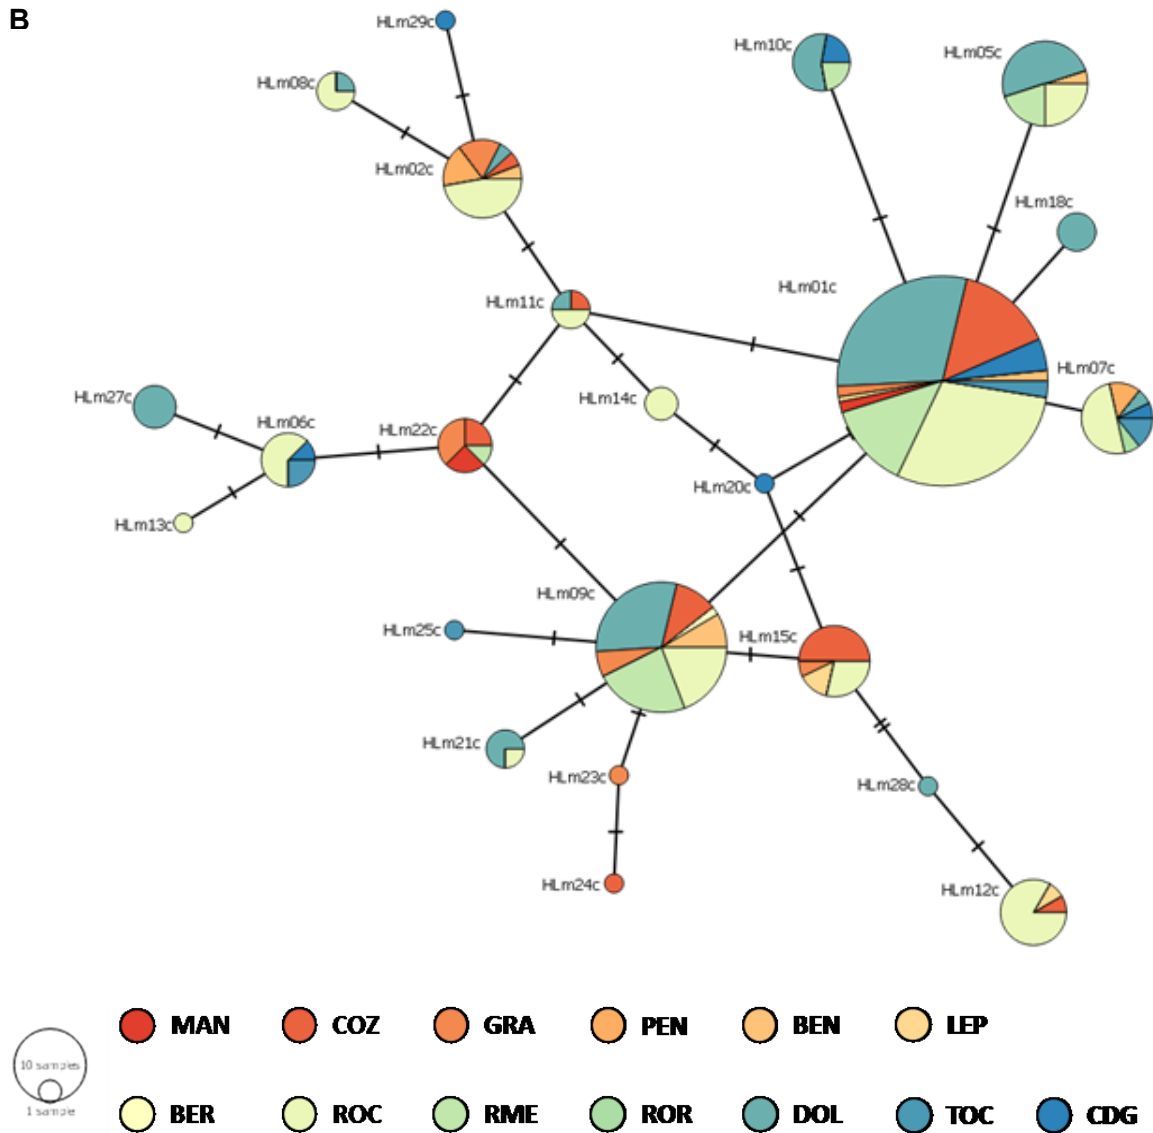 B
HLm29c
HLm10c
HLm05c
HLm08c
HLm02c
HLm18c
HLm01c
HLm11c
HLm07c
HLm27c
HLm14c
HLm06c
HLm22c
HLm20c
HLm13c
HLm09c
HLm25c
HLm15c
HLm21c
HLm23c
HLm28c
HLm24c
HLm12c
MAN COZ GRA PEN BEN LEP
10 samples
1 sample
BER ROC RME ROR DOL TOC CDG